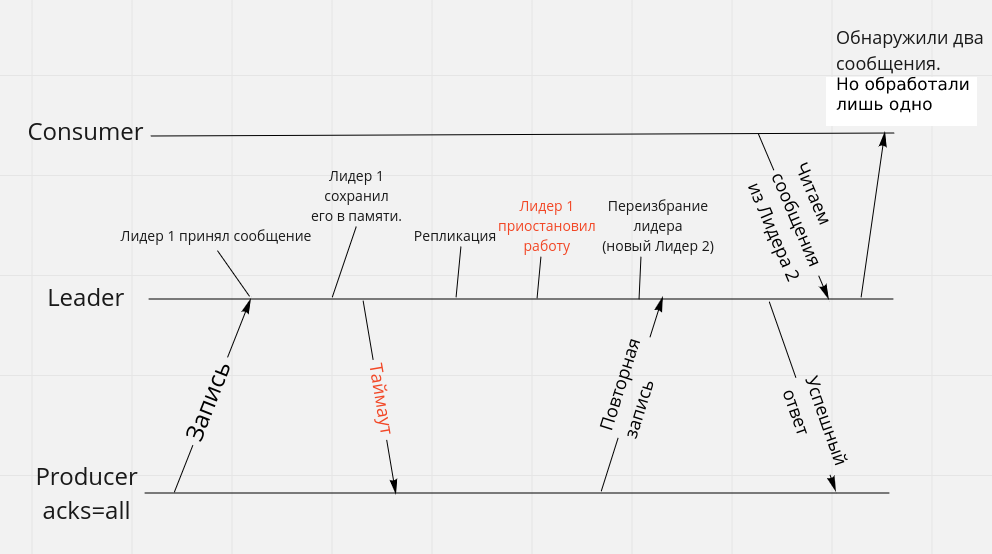 Обнаружили два
сообщения.
Но обработали
лишь одно
Consumer
Лидер 1
сохранил
его в памяти.
Лидер 1 принял сообщение
Репликация
Лидер 1
приостановил
работу
Переизбрание
лидера
(новый Лидер 2)
Читаем
сообщения
из Лидера 2
Leader
Запись
Таймаут
Повторная
запись
Успешный
ответ
Producer
acks=all